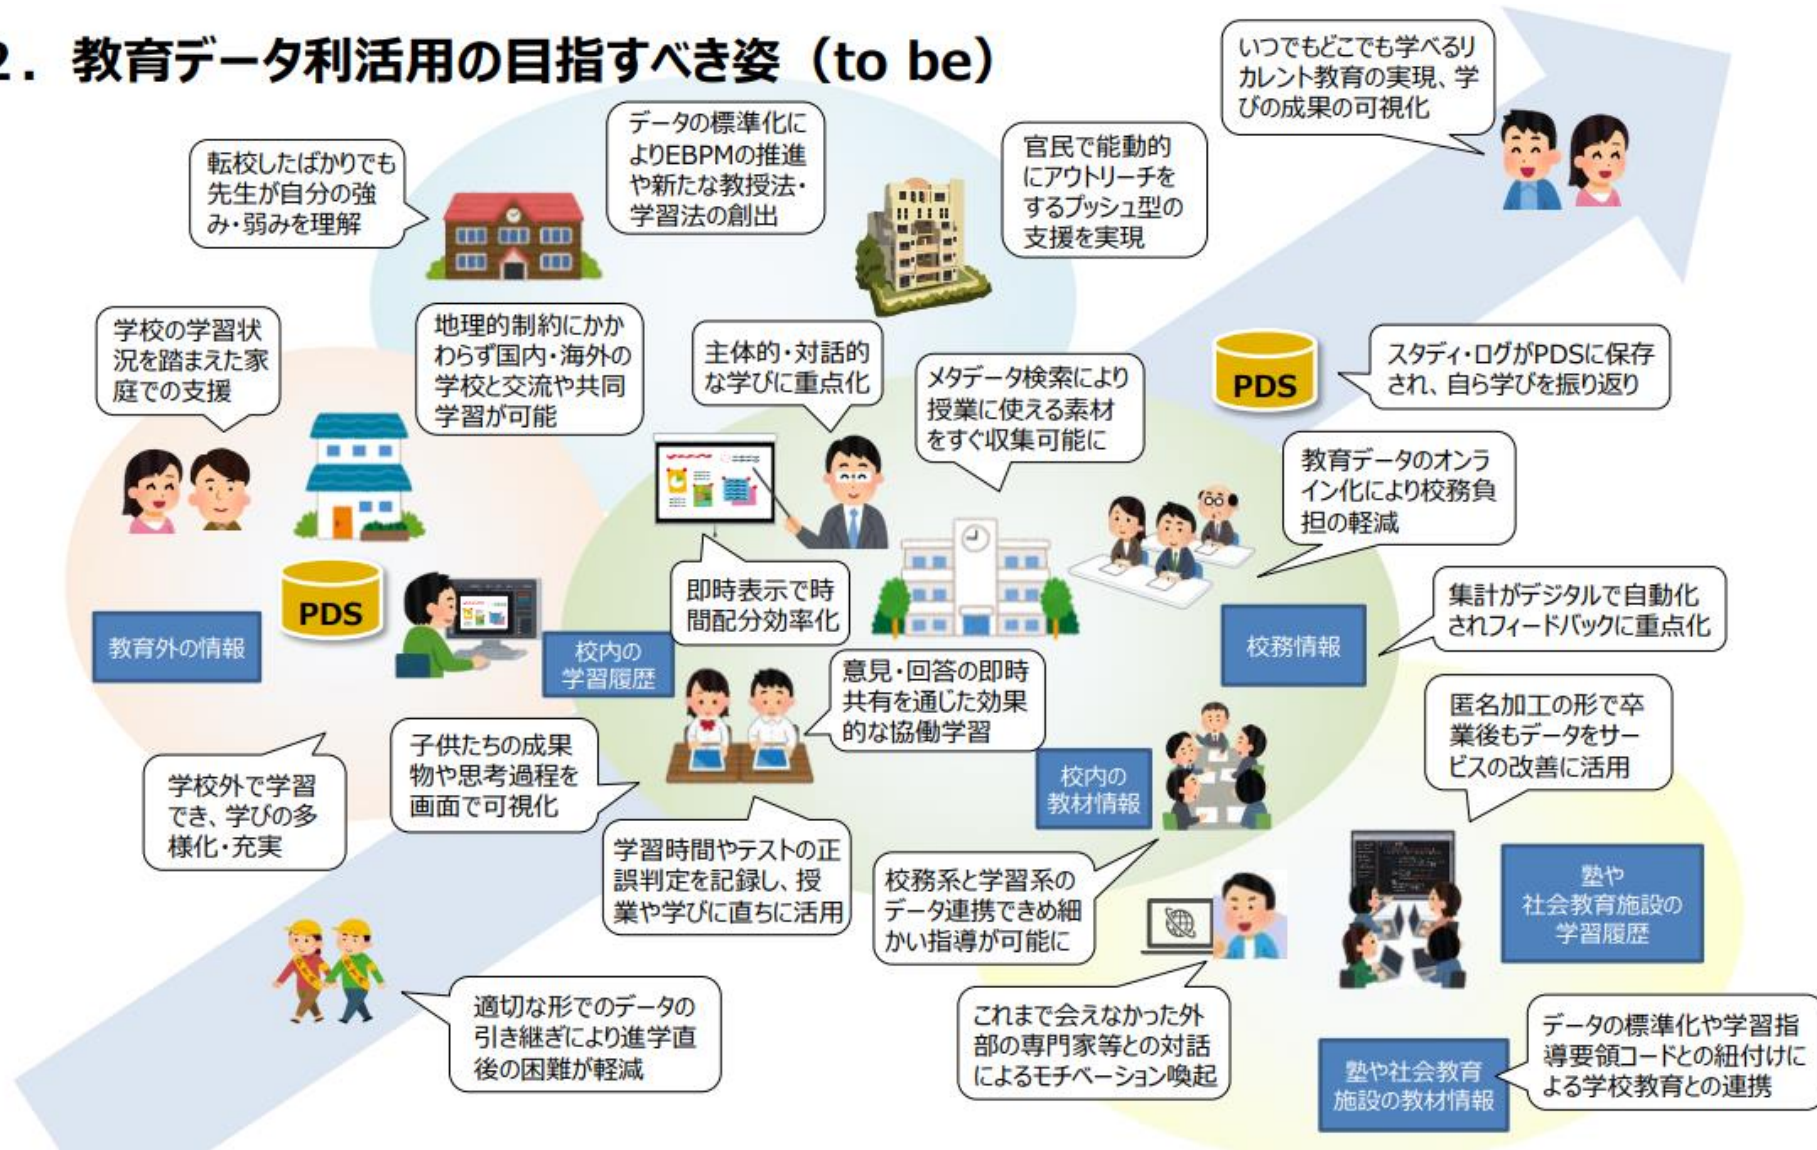 2．教育データ利活用の目指すべき姿（to be）
いつでもどこでも学べるリ
カレント教育の実現、学
びの成果の可視化
データの標準化に
よりEBPMの推進
や新たな教授法・
学習法の創出
官民で能動的
にアウトリーチを
するプッシュ型の
支援を実現
転校したばかりでも
先生が自分の強
み・弱みを理解
学校の学習状
況を踏まえた家
庭での支援
地理的制約にかか
わらず国内・海外の
学校と交流や共同
学習が可能
主体的・対話的
な学びに重点化
メタデータ検索により
授業に使える素材
をすぐ収集可能に
PDS
スタディ・ログがPDSに保存
され、自ら学びを振り返り
教育データのオンラ
イン化により校務負
担の軽減
PDS
教育外の情報
校内の
学習履歴
即時表示で時
間配分効率化
校務情報
集計がデジタルで自動化
されフィードバックに重点化
意見・回答の即時
共有を通じた効果
的な協働学習
匿名加工の形で卒
業後もデータをサー
ビスの改善に活用
学校外で学習
でき、学びの多
様化・充実
子供たちの成果
物や思考過程を
画面で可視化
校内の
教材情報
学習時間やテストの正
誤判定を記録し、授
業や学びに直ちに活用
校務系と学習系の
データ連携できめ細
かい指導が可能に
塾や
社会教育施設の
学習履歴
適切な形でのデータの
引き継ぎにより進学直
後の困難が軽減
これまで会えなかった外
部の専門家等との対話
によるモチベーション喚起
塾や社会教育
施設の教材情報
データの標準化や学習指
導要領コードとの紐付けに
よる学校教育との連携